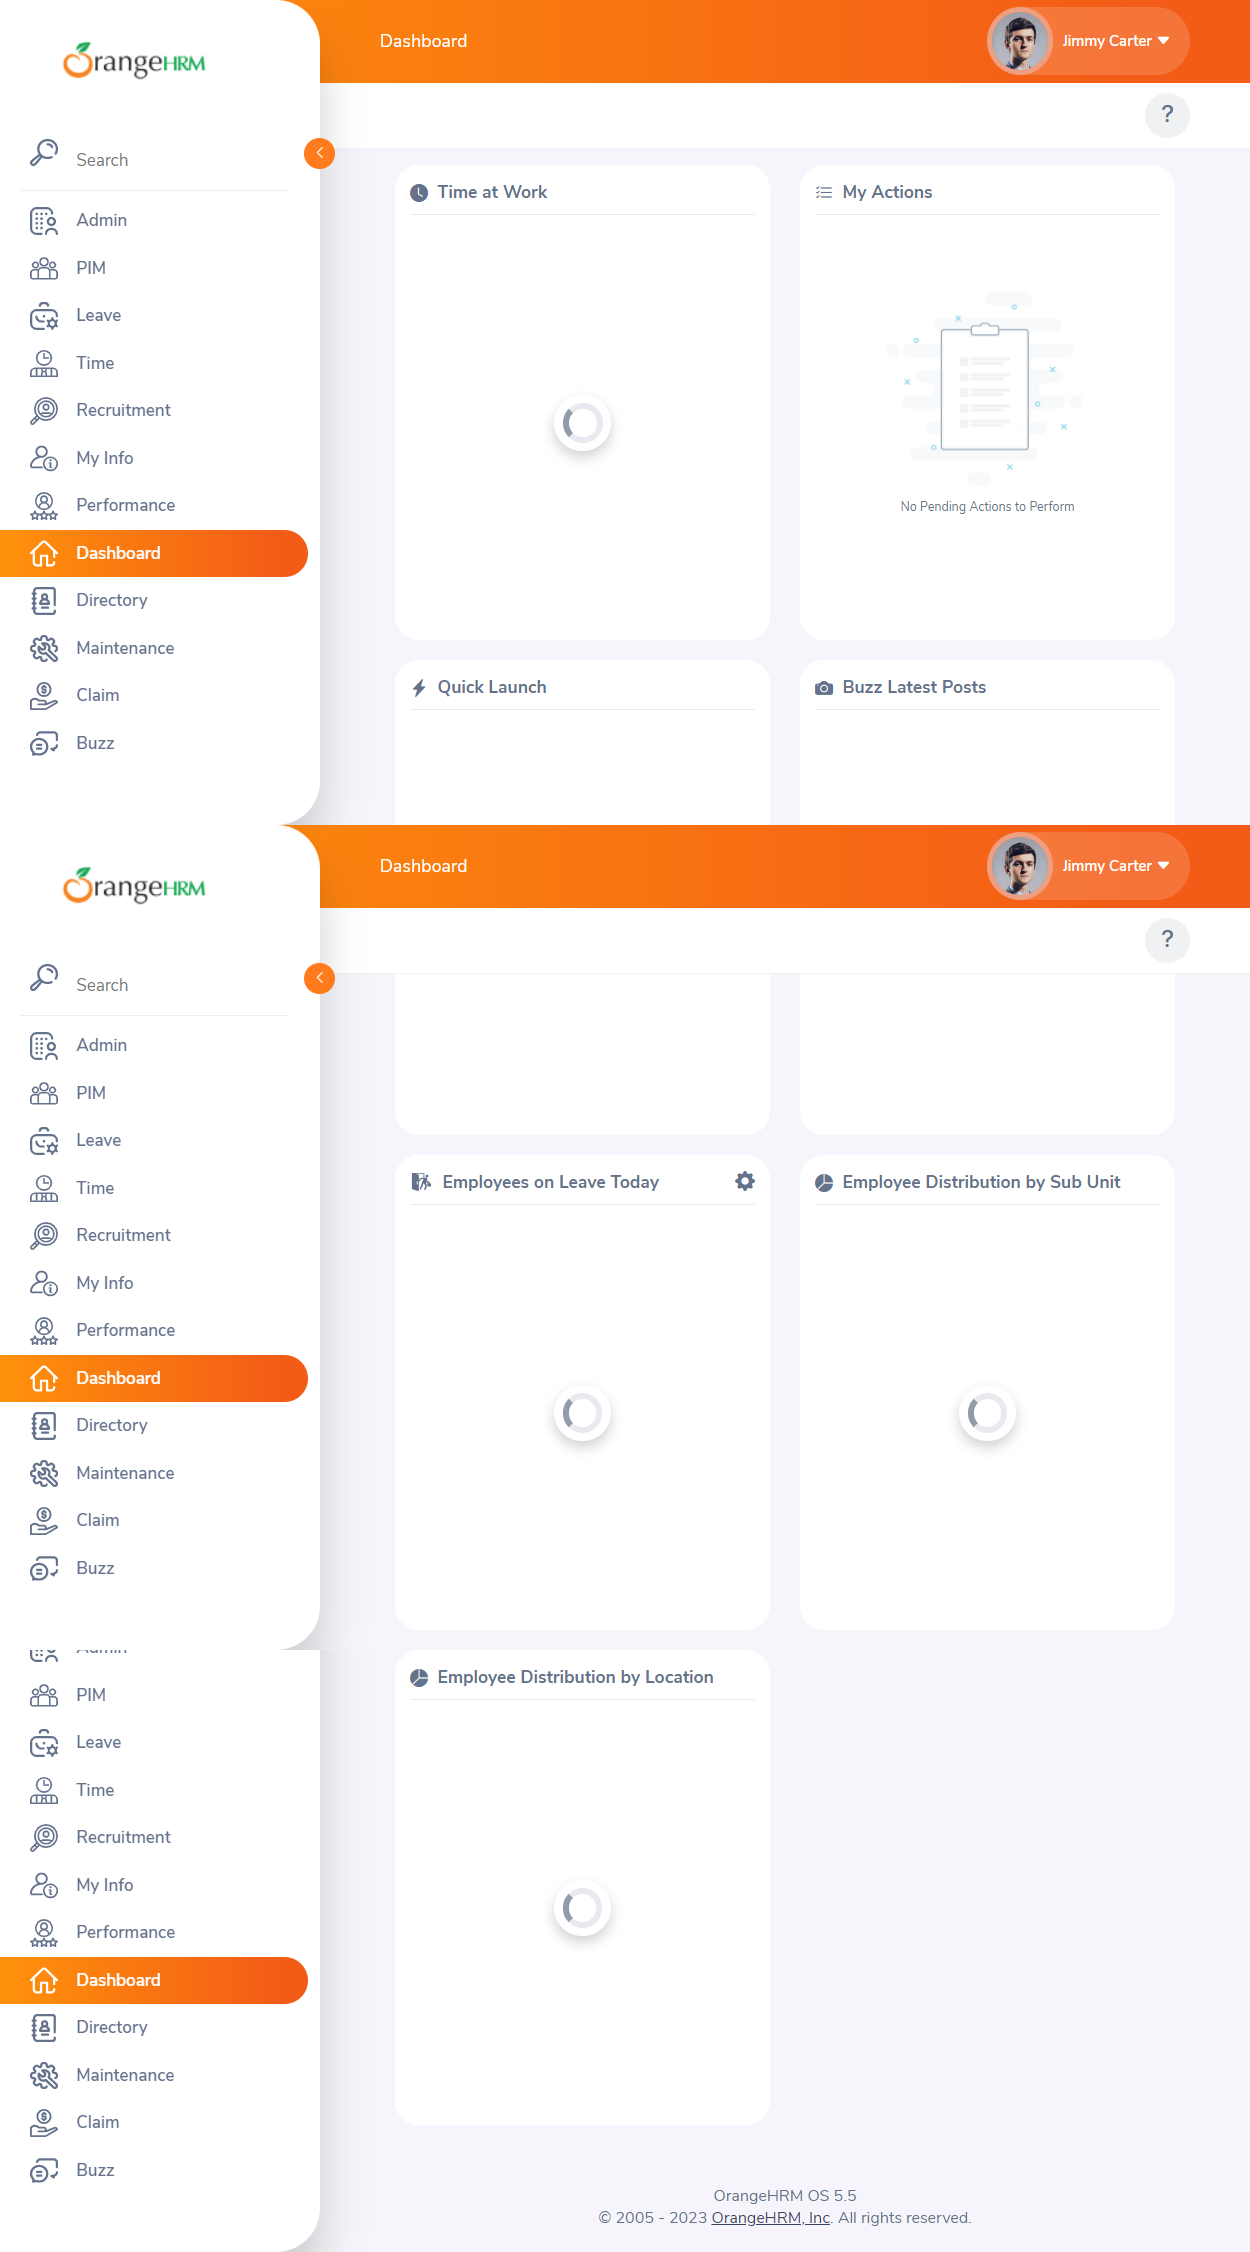 OrangeHRM
Dashboard
Jimmy Carter
?
Search
Admin
PIM
Leave
Time
Recruitment
My Info
Performance
Dashboard
Directory
Maintenance
Claim
Buzz
Time at Work
My Actions
No Pending Actions to Perform
Quick Launch
Buzz Latest Posts
OrangeHRM
Dashboard
Jimmy Carter
?
Search
Admin
PIM
Leave
Time
Recruitment
My Info
Performance
Dashboard
Directory
Maintenance
Claim
Buzz
Employees on Leave Today
Employee Distribution by Sub Unit
Admin
PIM
Leave
Time
Recruitment
My Info
Performance
Dashboard
Directory
Maintenance
Claim
Buzz
Employee Distribution by Location
OrangeHRM OS 5.5
© 2005 - 2023 OrangeHRM, Inc. All rights reserved.